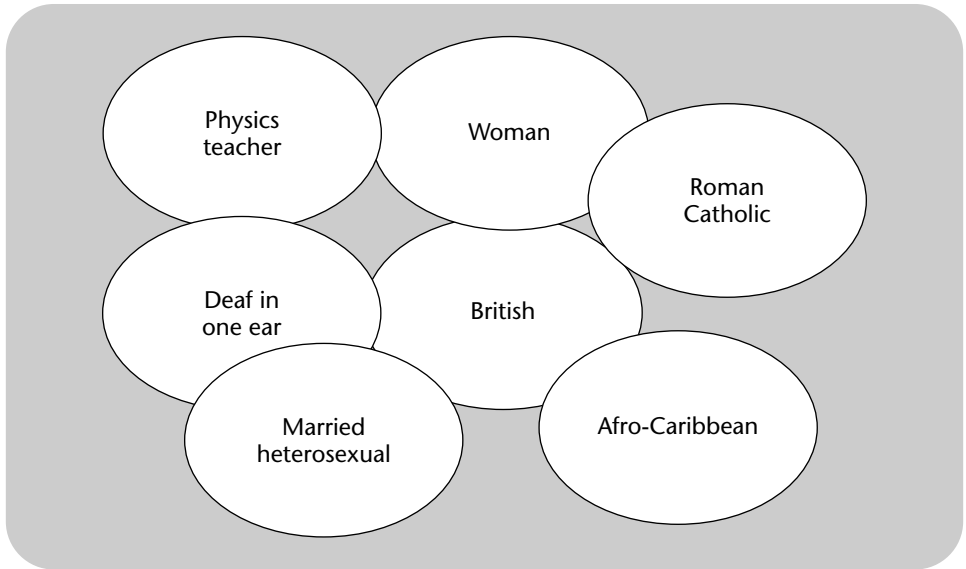 Physics
teacher
Woman
Roman
Catholic
Deaf in
one ear
British
Married
heterosexual
Afro-Caribbean